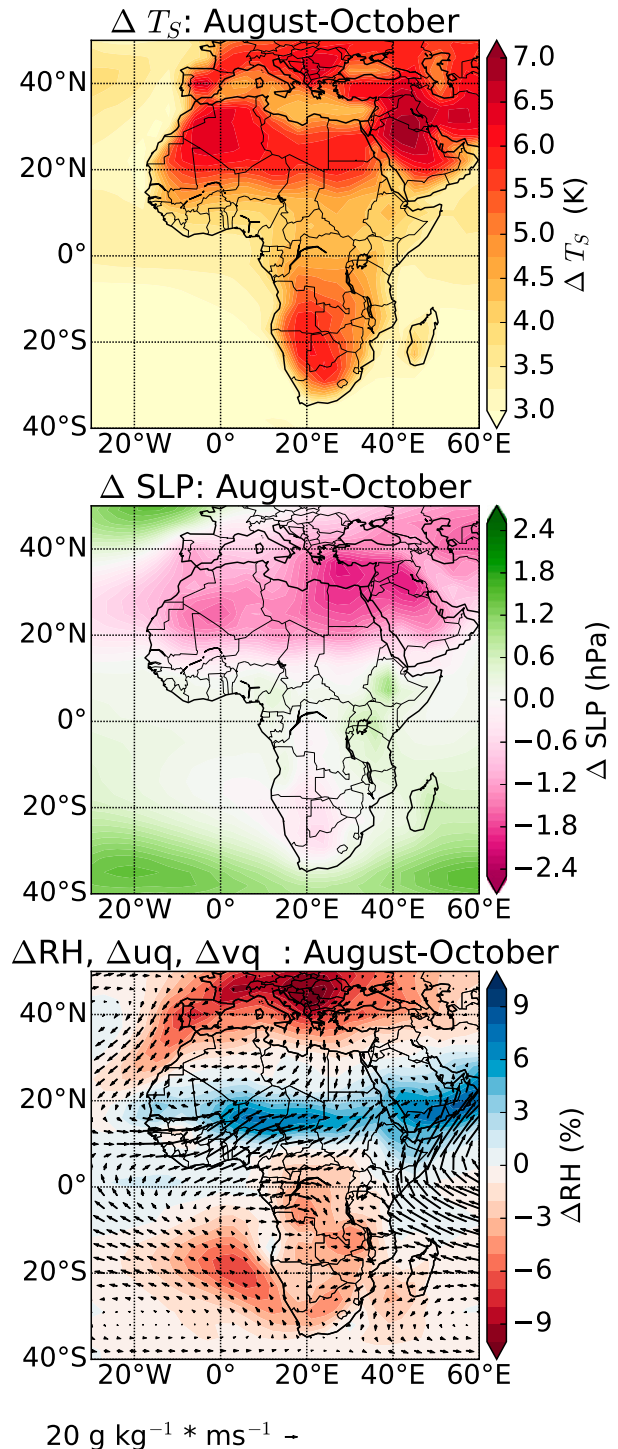 Δ T_S: August-October
40°N
20°N
0°
20°S
40°S
20°W 0° 20°E 40°E 60°E
7.0
6.5
6.0
5.5
5.0
4.5
4.0
3.5
3.0
Δ T_S (K)
Δ SLP: August-October
40°N
20°N
0°
20°S
40°S
20°W 0° 20°E 40°E 60°E
2.4
1.8
1.2
0.6
0.0
−0.6
−1.2
−1.8
−2.4
Δ SLP (hPa)
ΔRH, Δuq, Δvq : August-October
40°N
20°N
0°
20°S
40°S
20°W 0° 20°E 40°E 60°E
9
6
3
0
−3
−6
−9
ΔRH (%)
20 g kg⁻¹ * ms⁻¹ →